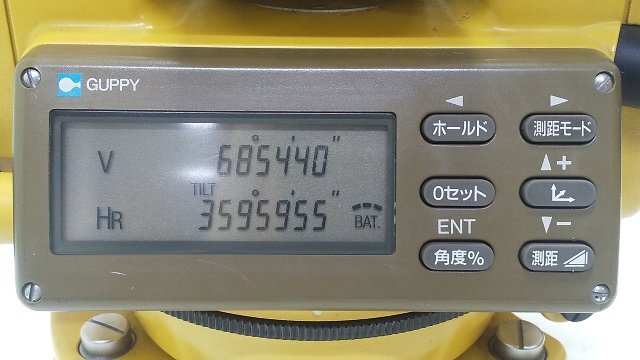 GUPPY
V 68°54'40"
TILT
HR 359°59'55"
BAT.
◀ ▶
ホールド 測距モード
▲+
0セット
ENT ▼−
角度% 測距